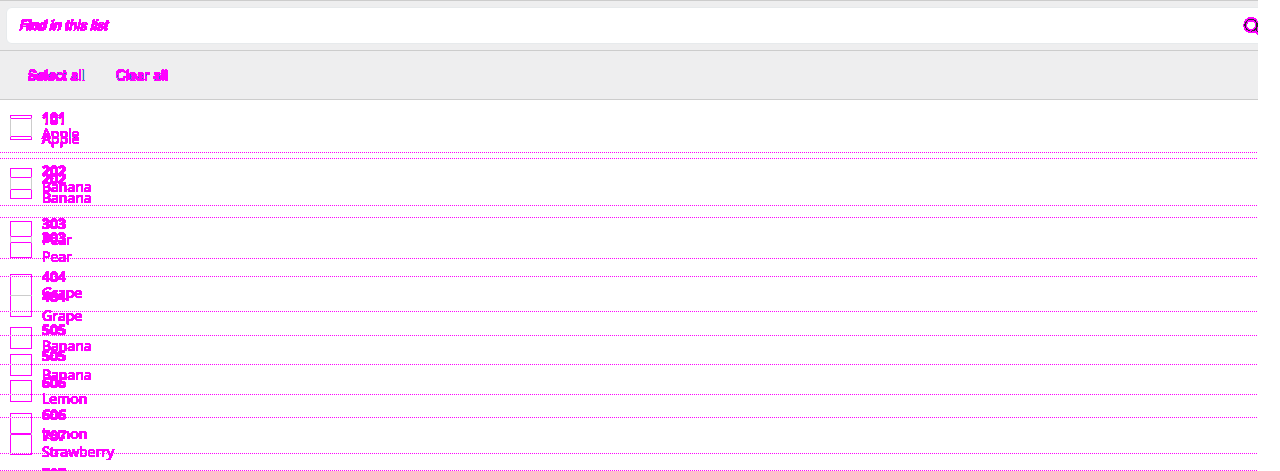 Find in this list
Select all Clear all
101
101
Apple
Apple
202
202
Banana
Banana
303
303
Pear
Pear
404
Grape
404
Grape
505
Banana
505
Banana
606
Lemon
606
Lemon
707
Strawberry